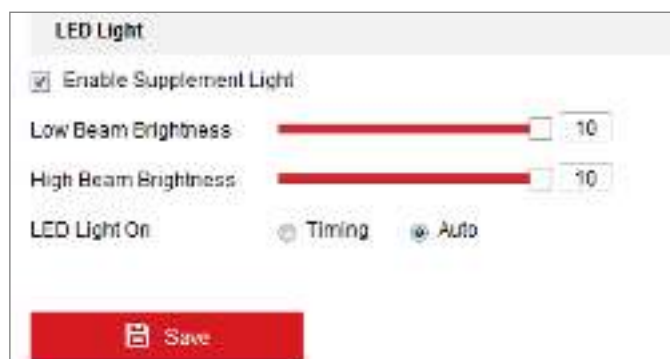 LED Light
Enable Supplement Light
Low Beam Brightness 10
High Beam Brightness 10
LED Light On Timing Auto
Save